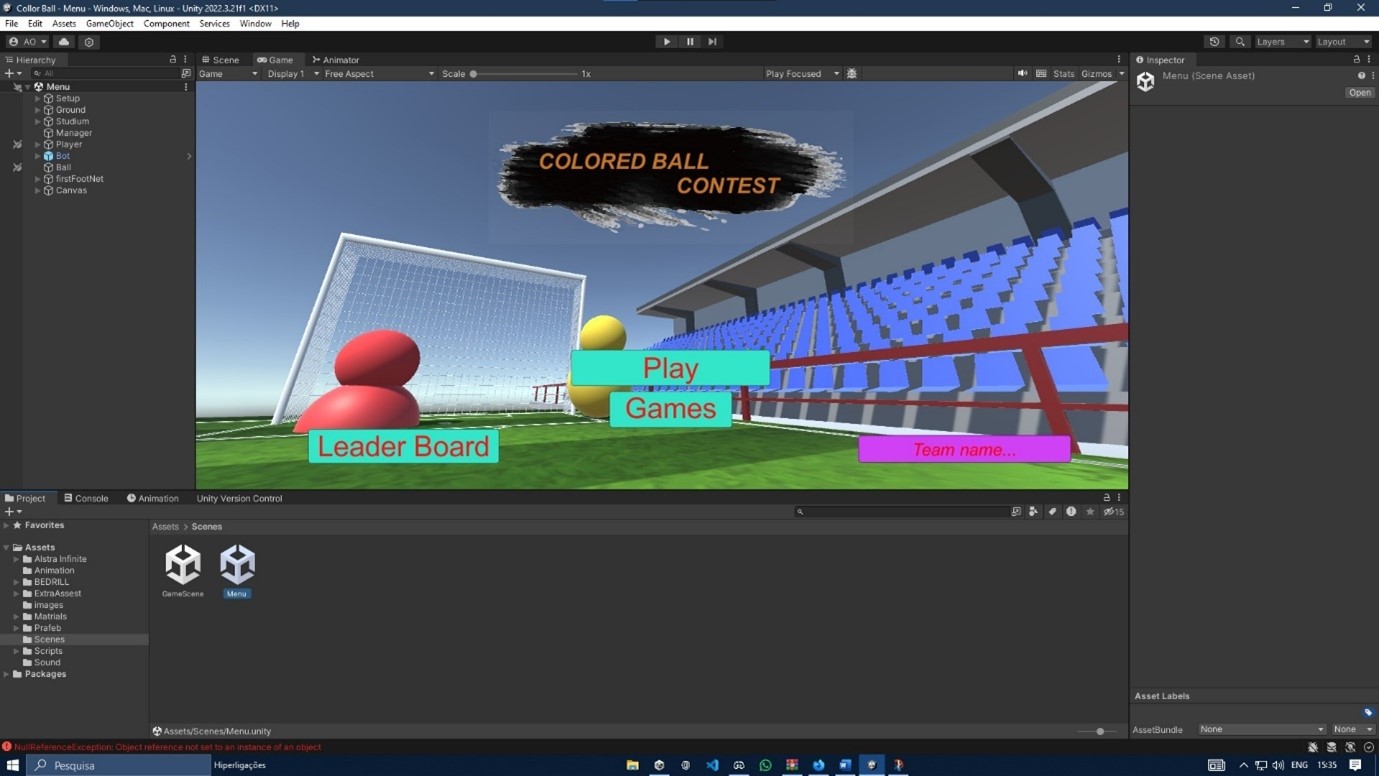 Collor Ball - Menu - Windows, Mac, Linux - Unity 2022.3.21f1 <DX11>
File Edit Assets GameObject Component Services Window Help
AO
Layers Layout
Hierarchy
All
Menu
Setup
Ground
Studium
Manager
Player
Bot
Ball
firstFootNet
Canvas
Scene Game Animator
Game Display 1 Free Aspect Scale 1x Play Focused Stats Gizmos
COLORED BALL
CONTEST
Play
Games
Leader Board
Team name...
Inspector
Menu (Scene Asset)
Open
Project Console Animation Unity Version Control
15
Favorites
Assets
Alstra Infinite
Animation
BEDRILL
ExtraAssest
images
Matrials
Prafeb
Scenes
Scripts
Sound
Packages
Assets > Scenes
GameScene Menu
Assets/Scenes/Menu.unity
Asset Labels
AssetBundle None None
NullReferenceException: Object reference not set to an instance of an object
Pesquisa Hiperligações ENG 15:35